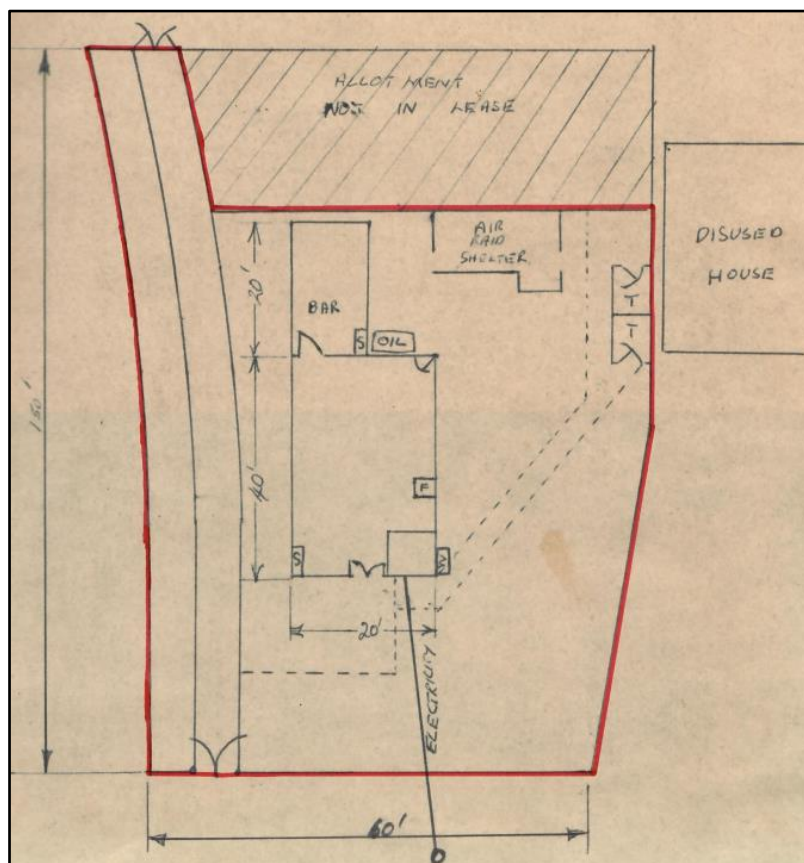 ALLOTMENT
NOT IN LEASE
AIR
RAID
SHELTER
DISUSED
HOUSE
20'
BAR
S
OIL
T
T
150'
40'
F
S
20'
ELECTRICITY
60'